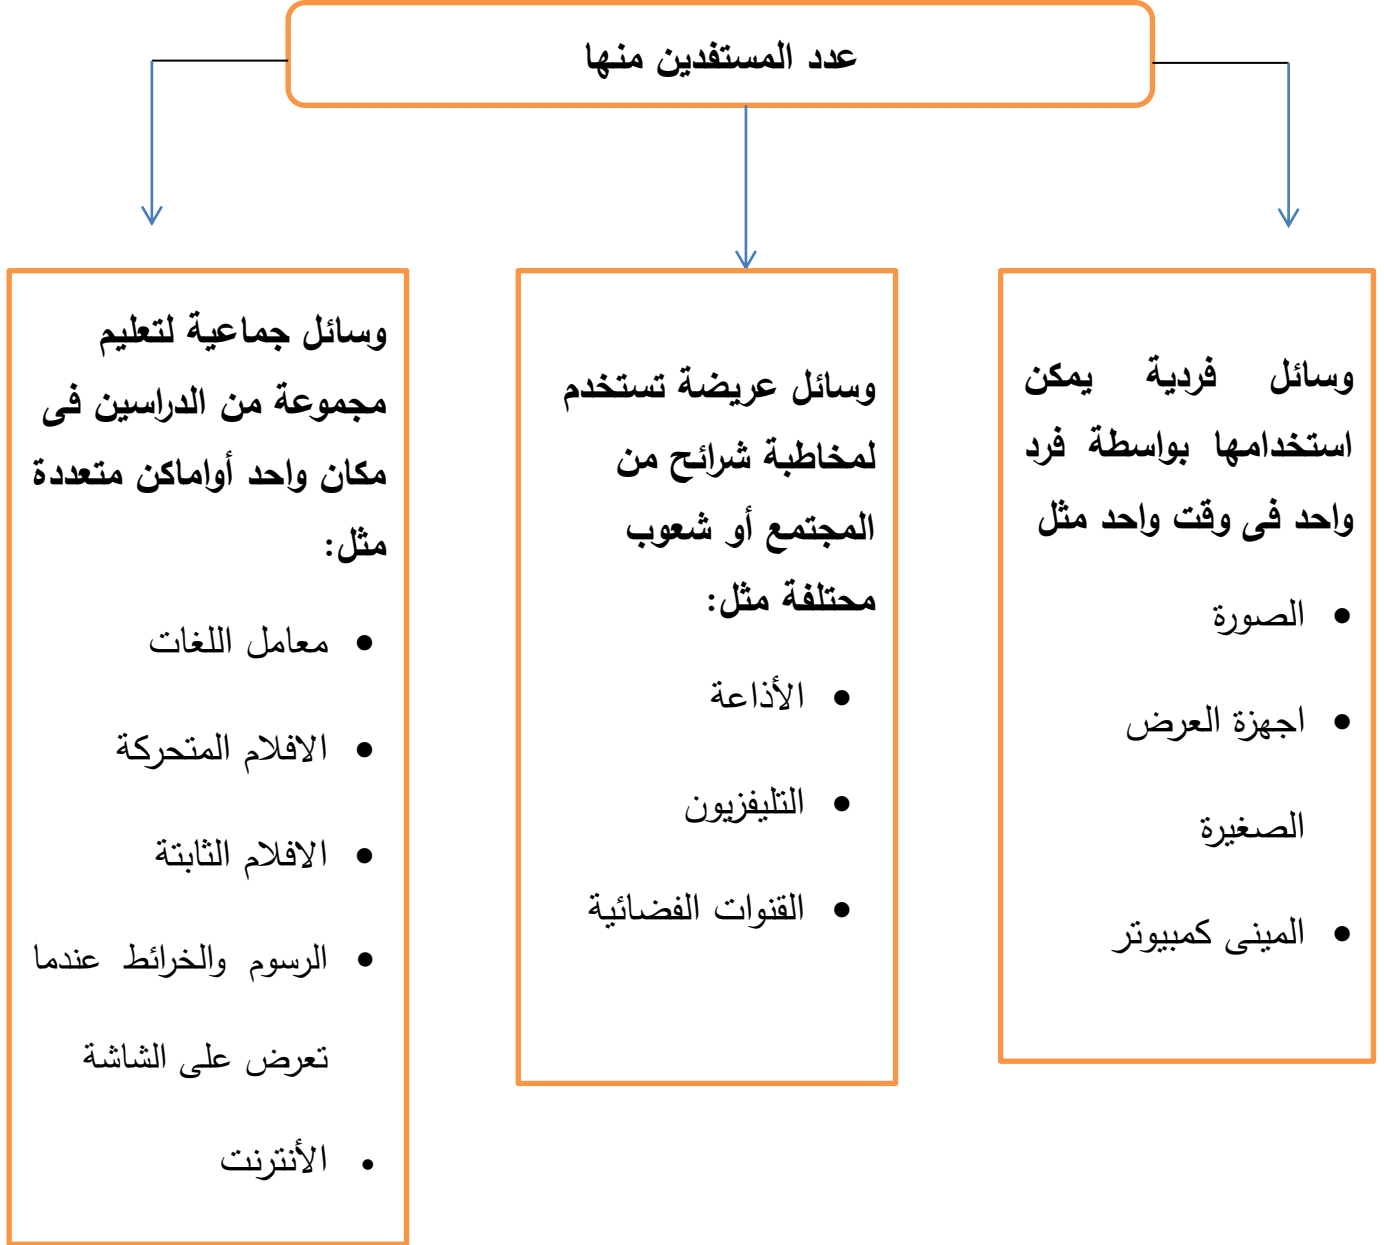 عدد المستفدين منها
وسائل فردية يمكن
استخدامها بواسطة فرد
واحد فى وقت واحد مثل
• الصورة
• اجهزة العرض
الصغيرة
• المينى كمبيوتر
وسائل عريضة تستخدم
لمخاطبة شرائح من
المجتمع أو شعوب
محتلفة مثل:
• الأذاعة
• التليفزيون
• القنوات الفضائية
وسائل جماعية لتعليم
مجموعة من الدراسين فى
مكان واحد أواماكن متعددة
مثل:
• معامل اللغات
• الافلام المتحركة
• الافلام الثابتة
• الرسوم والخرائط عندما
تعرض على الشاشة
• الأنترنت